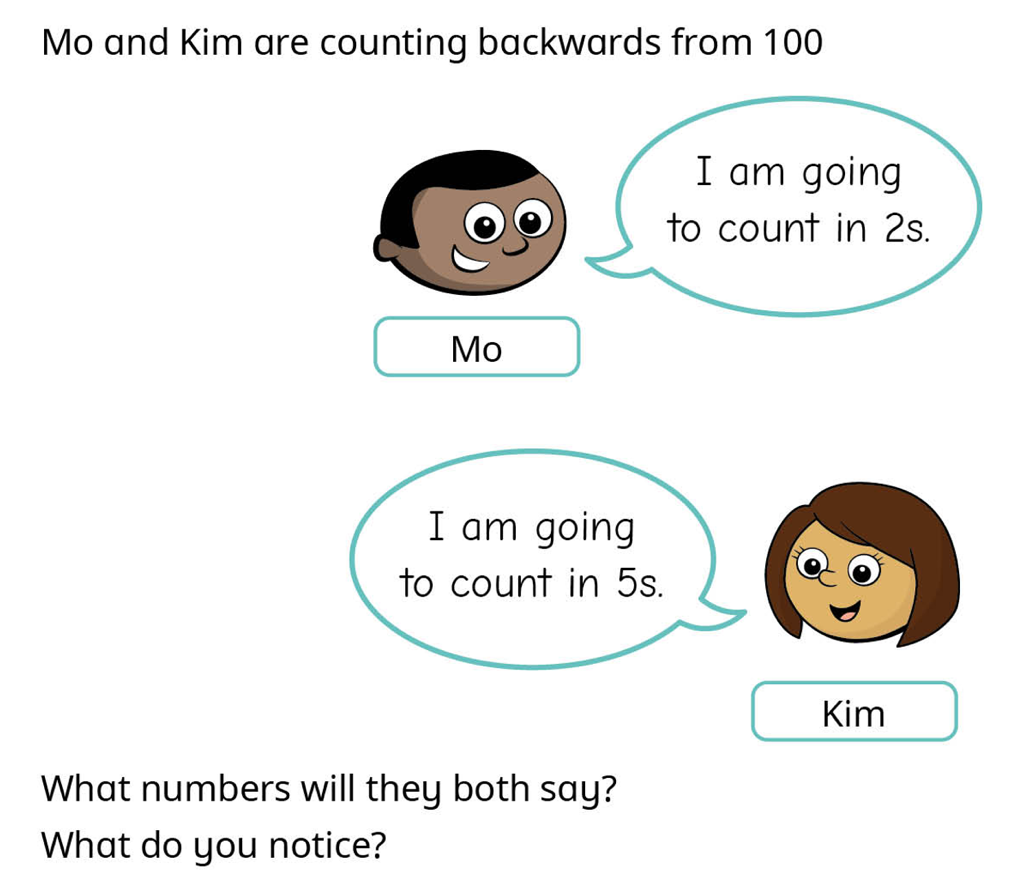 Mo and Kim are counting backwards from 100
I am going
to count in 2s.
Mo
I am going
to count in 5s.
Kim
What numbers will they both say?
What do you notice?